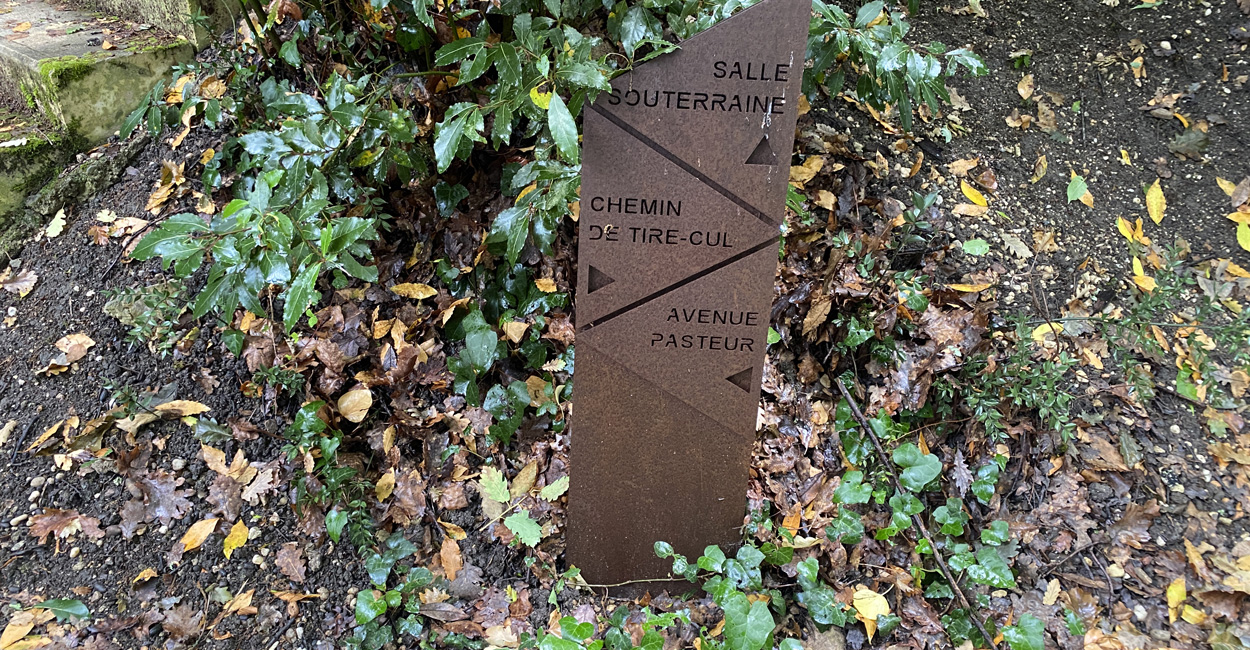 SALLE
SOUTERRAINE
CHEMIN
DE TIRE-CUL
AVENUE
PASTEUR